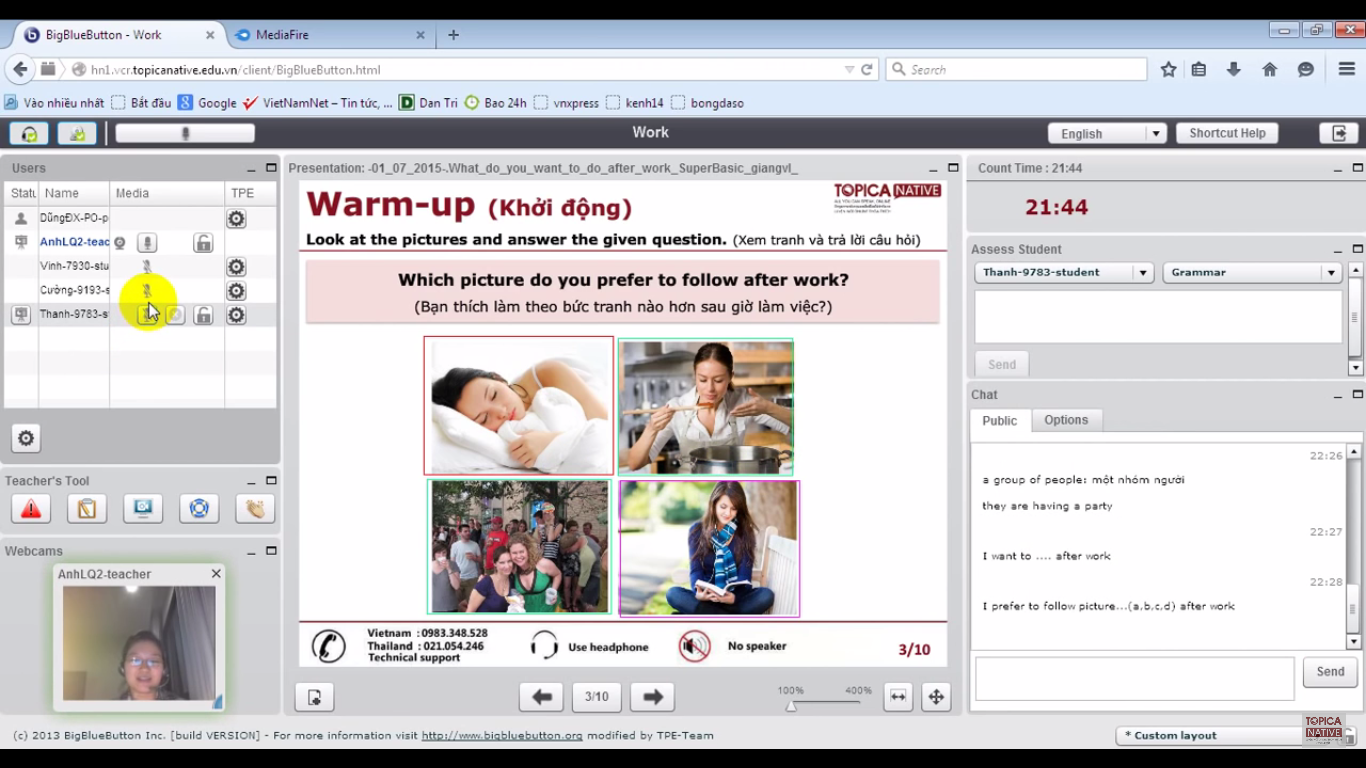 BigBlueButton - Work
MediaFire
hn1.vcr.topicanative.edu.vn/client/BigBlueButton.html
Search
Vào nhiều nhất
Bắt đầu
Google
VietNamNet – Tin tức, ...
Dan Tri
Bao 24h
vnxpress
kenh14
bongdaso
Work
English
Shortcut Help
Users
Statu
Name
Media
TPE
DũngĐX-PO-p
AnhLQ2-teac
Vinh-7930-stu
Cường-9193-s
Thanh-9783-s
Teacher's Tool
Webcams
AnhLQ2-teacher
Presentation: -01_07_2015-.What_do_you_want_to_do_after_work_SuperBasic_giangvl_
Warm-up (Khởi động)
TOPICA NATIVE
Look at the pictures and answer the given question. (Xem tranh và trả lời câu hỏi)
Which picture do you prefer to follow after work?
(Bạn thích làm theo bức tranh nào hơn sau giờ làm việc?)
Vietnam : 0983.348.528
Thailand : 021.054.246
Technical support
Use headphone
No speaker
3/10
3/10
100%
400%
Count Time : 21:44
21:44
Assess Student
Thanh-9783-student
Grammar
Send
Chat
Public
Options
22:26
a group of people: một nhóm người
they are having a party
22:27
I want to .... after work
22:28
I prefer to follow picture...(a,b,c,d) after work
Send
(c) 2013 BigBlueButton Inc. [build VERSION] - For more information visit http://www.bigbluebutton.org modified by TPE-Team
* Custom layout
TOPICA
NATIVE